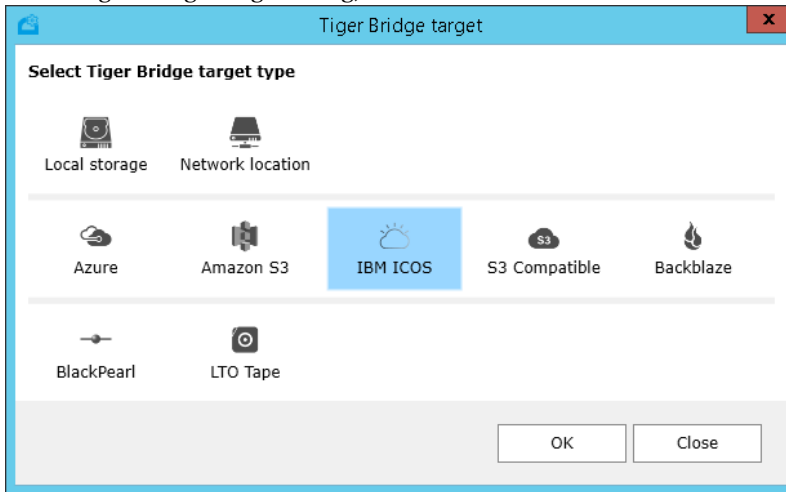 Tiger Bridge target
x
Select Tiger Bridge target type
Local storage
Network location
Azure
Amazon S3
IBM ICOS
S3
S3 Compatible
Backblaze
BlackPearl
LTO Tape
OK
Close